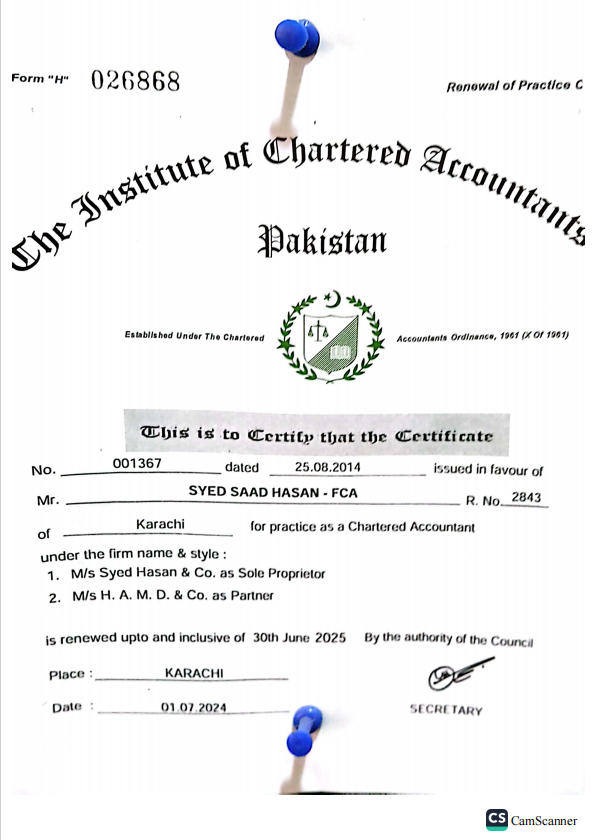 Form "H" 026868
Renewal of Practice C
The Institute of Chartered Accountants
Pakistan
Established Under The Chartered Accountants Ordinance, 1961 (X Of 1961)
This is to Certify that the Certificate
No. 001367 dated 25.08.2014 issued in favour of
Mr. SYED SAAD HASAN - FCA R. No. 2843
of Karachi for practice as a Chartered Accountant
under the firm name & style :
1. M/s Syed Hasan & Co. as Sole Proprietor
2. M/s H. A. M. D. & Co. as Partner
is renewed upto and inclusive of 30th June 2025 By the authority of the Council
Place : KARACHI
Date : 01.07.2024
SECRETARY
CS CamScanner